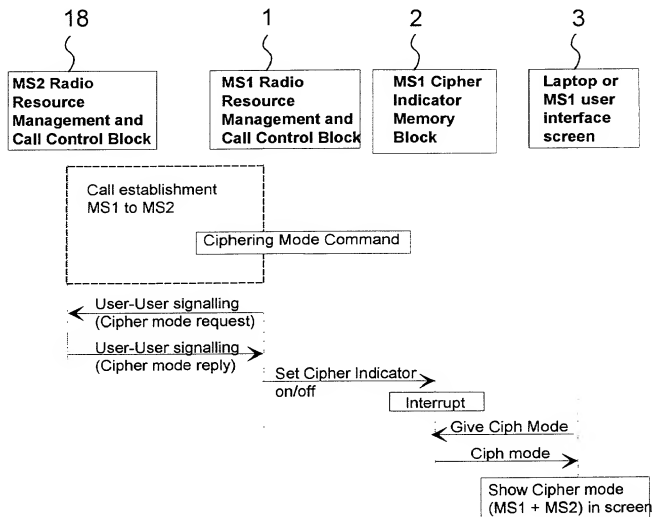 18
1
2
3
MS2 Radio
Resource
Management and
Call Control Block
MS1 Radio
Resource
Management and
Call Control Block
MS1 Cipher
Indicator
Memory
Block
Laptop or
MS1 user
interface
screen
Call establishment
MS1 to MS2
Ciphering Mode Command
User-User signalling
(Cipher mode request)
User-User signalling
(Cipher mode reply)
Set Cipher Indicator
on/off
Interrupt
Give Ciph Mode
Ciph mode
Show Cipher mode
(MS1 + MS2) in screen